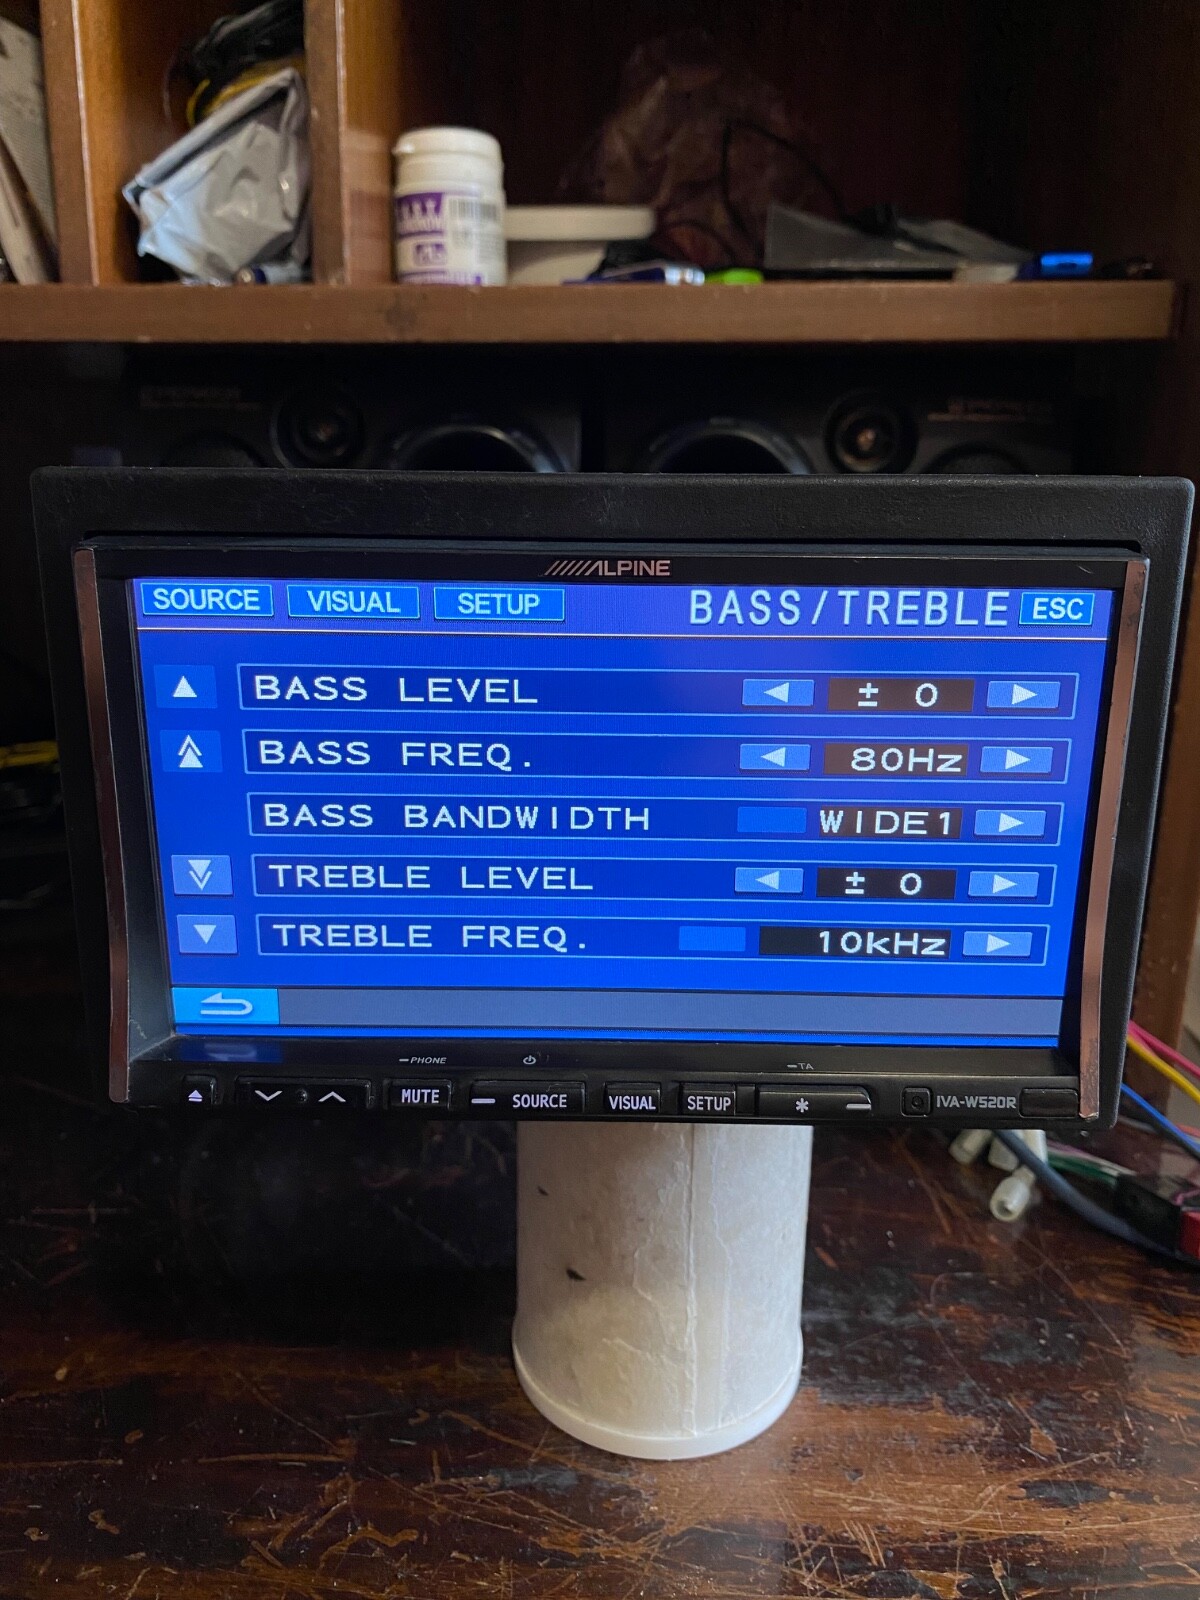 ALPINE
SOURCE VISUAL SETUP BASS/TREBLE ESC
BASS LEVEL ± 0
BASS FREQ. 80Hz
BASS BANDWIDTH WIDE1
TREBLE LEVEL ± 0
TREBLE FREQ. 10kHz
PHONE TA
MUTE SOURCE VISUAL SETUP * IVA-W520R